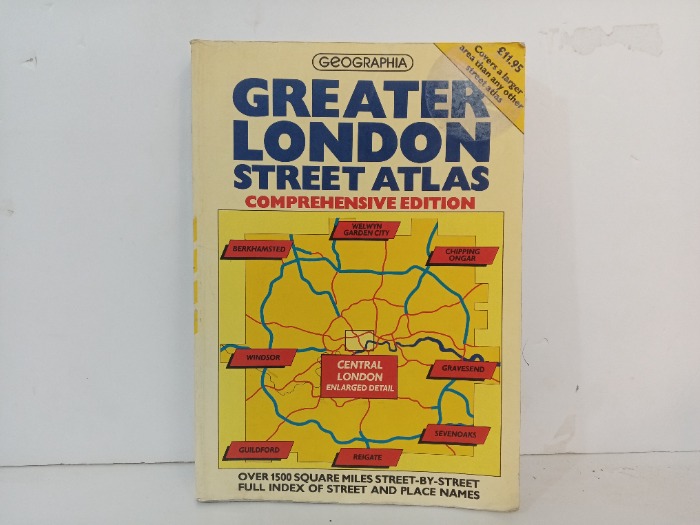 GEOGRAPHIA
£11.95
Covers a larger
area than any other
street atlas
GREATER
LONDON
STREET ATLAS
COMPREHENSIVE EDITION
WELWYN
GARDEN CITY
BERKHAMSTED
CHIPPING
ONGAR
WINDSOR
CENTRAL
LONDON
ENLARGED DETAIL
GRAVESEND
SEVENOAKS
GUILDFORD
REIGATE
OVER 1500 SQUARE MILES STREET-BY-STREET
FULL INDEX OF STREET AND PLACE NAMES